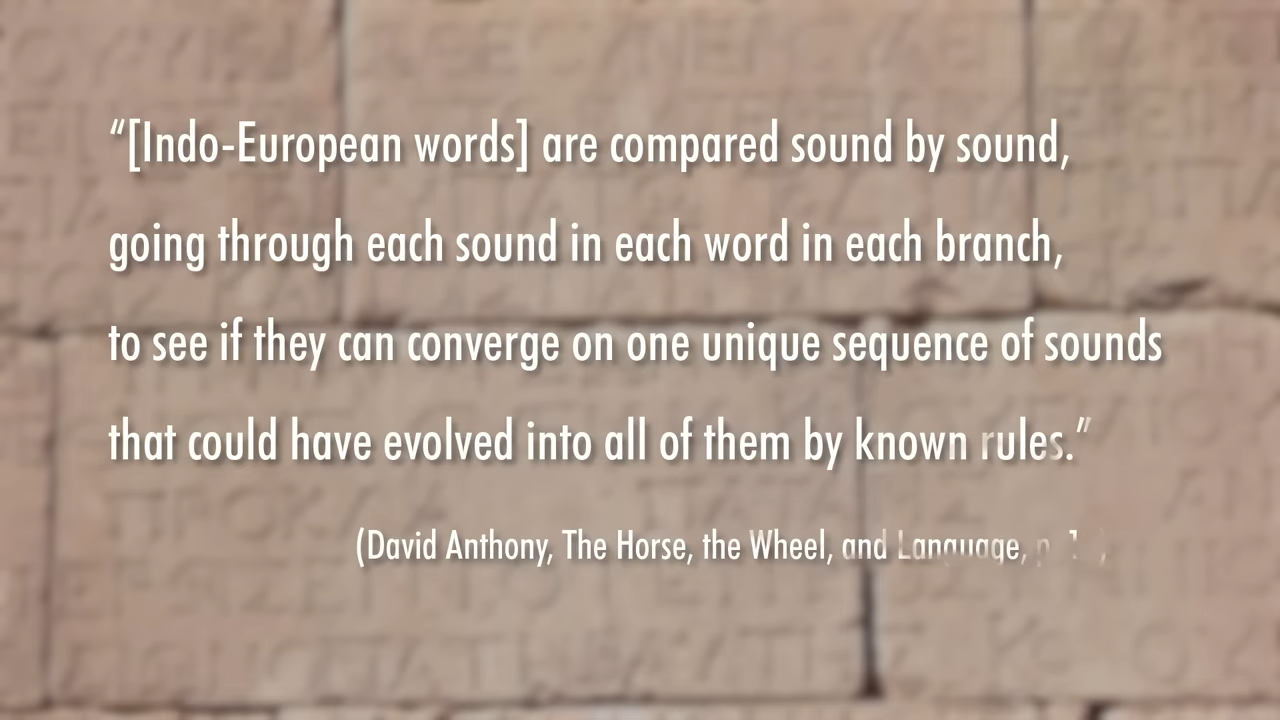 “[Indo-European words] are compared sound by sound,
going through each sound in each word in each branch,
to see if they can converge on one unique sequence of sounds
that could have evolved into all of them by known rules.”
(David Anthony, The Horse, the Wheel, and Language,